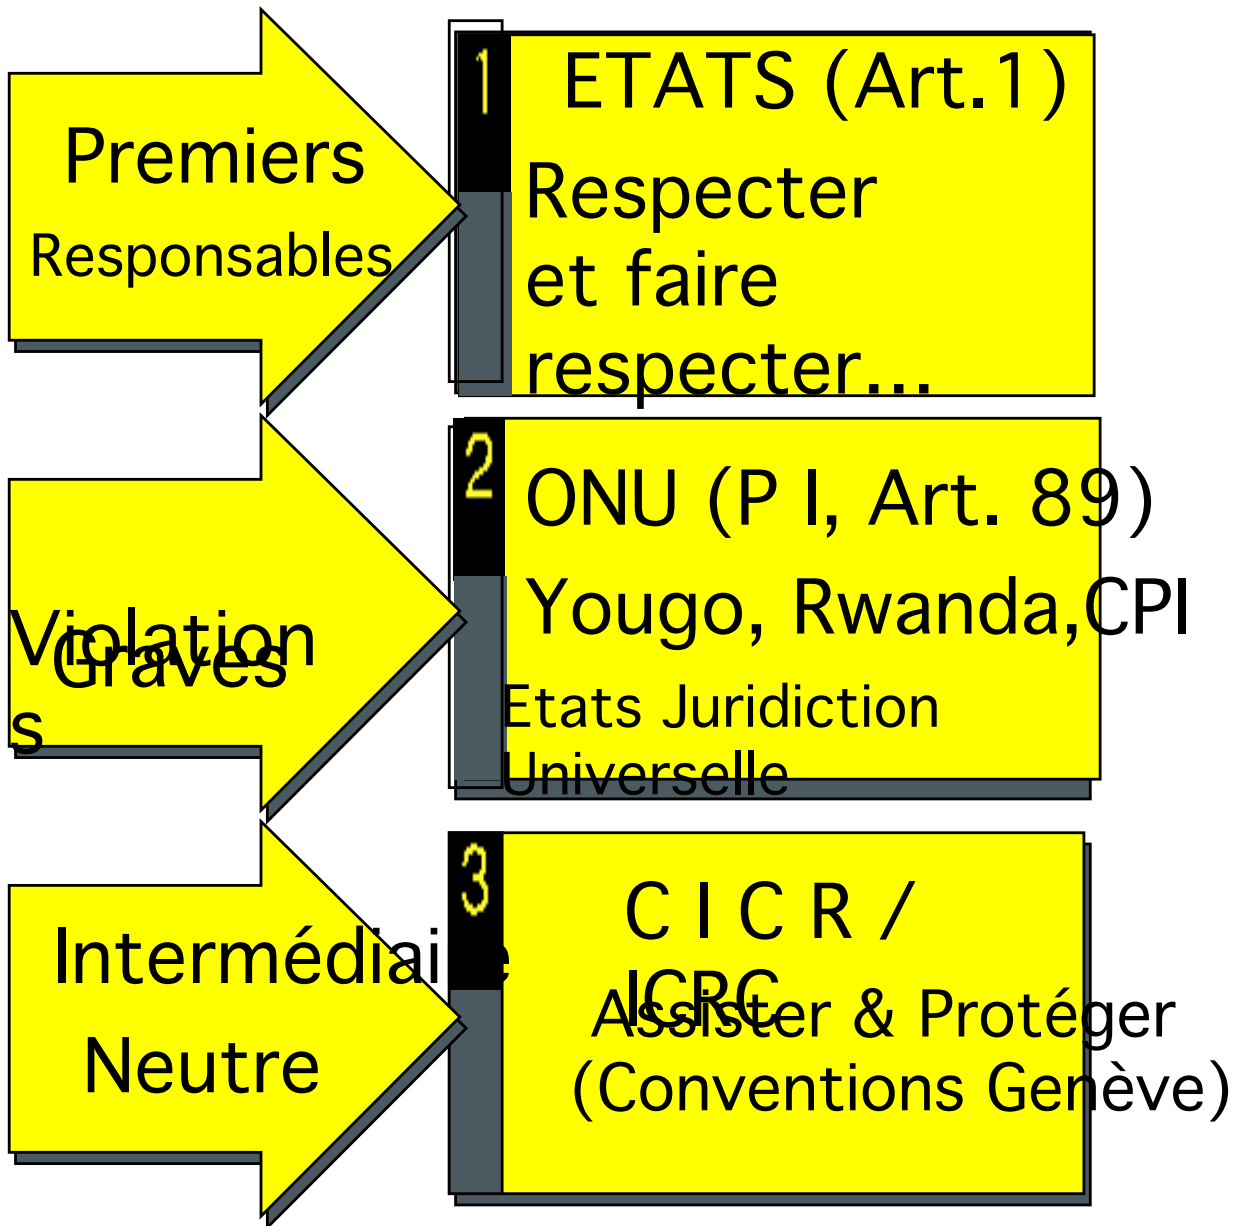 Premiers
Responsables
1
ETATS (Art.1)
Respecter
et faire
respecter...
Violation
s
Graves
2
ONU (P I, Art. 89)
Yougo, Rwanda,CPI
Etats Juridiction
Universelle
Intermédiaire
Neutre
3
C I C R /
ICRC
Assister & Protéger
(Conventions Genève)